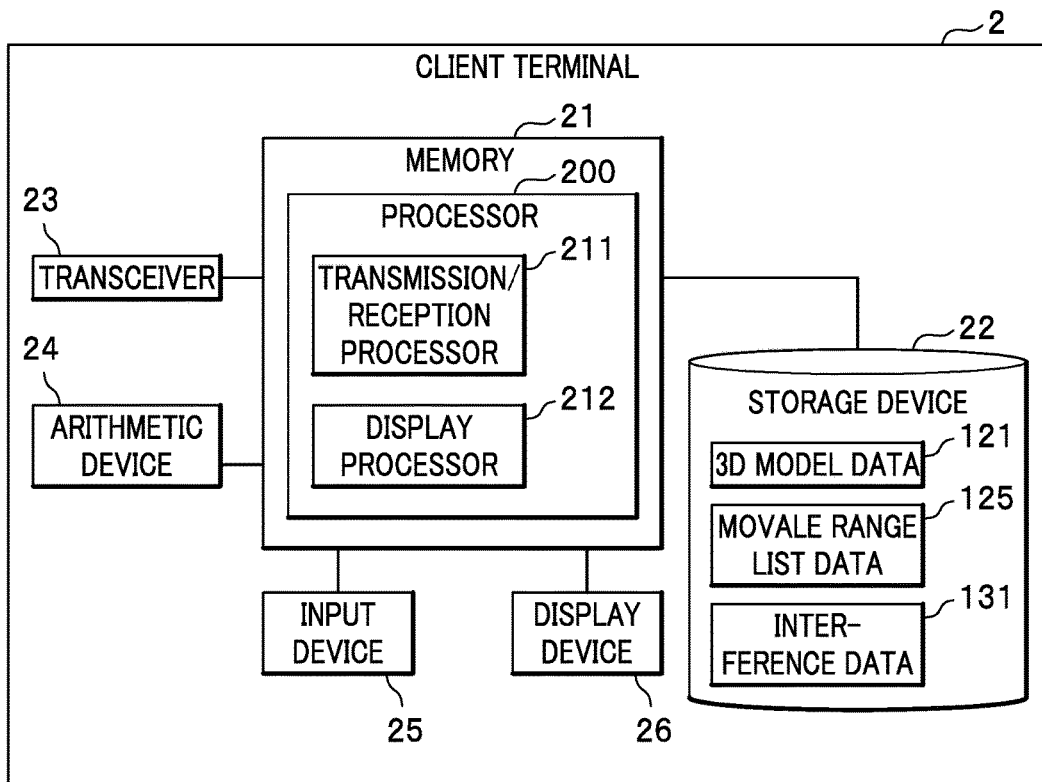 2
CLIENT TERMINAL
21
MEMORY
200
PROCESSOR
23
TRANSCEIVER
211
TRANSMISSION/
RECEPTION
PROCESSOR
24
ARITHMETIC
DEVICE
212
DISPLAY
PROCESSOR
22
STORAGE DEVICE
121
3D MODEL DATA
125
MOVALE RANGE
LIST DATA
131
INTER-
FERENCE DATA
INPUT
DEVICE
25
DISPLAY
DEVICE
26